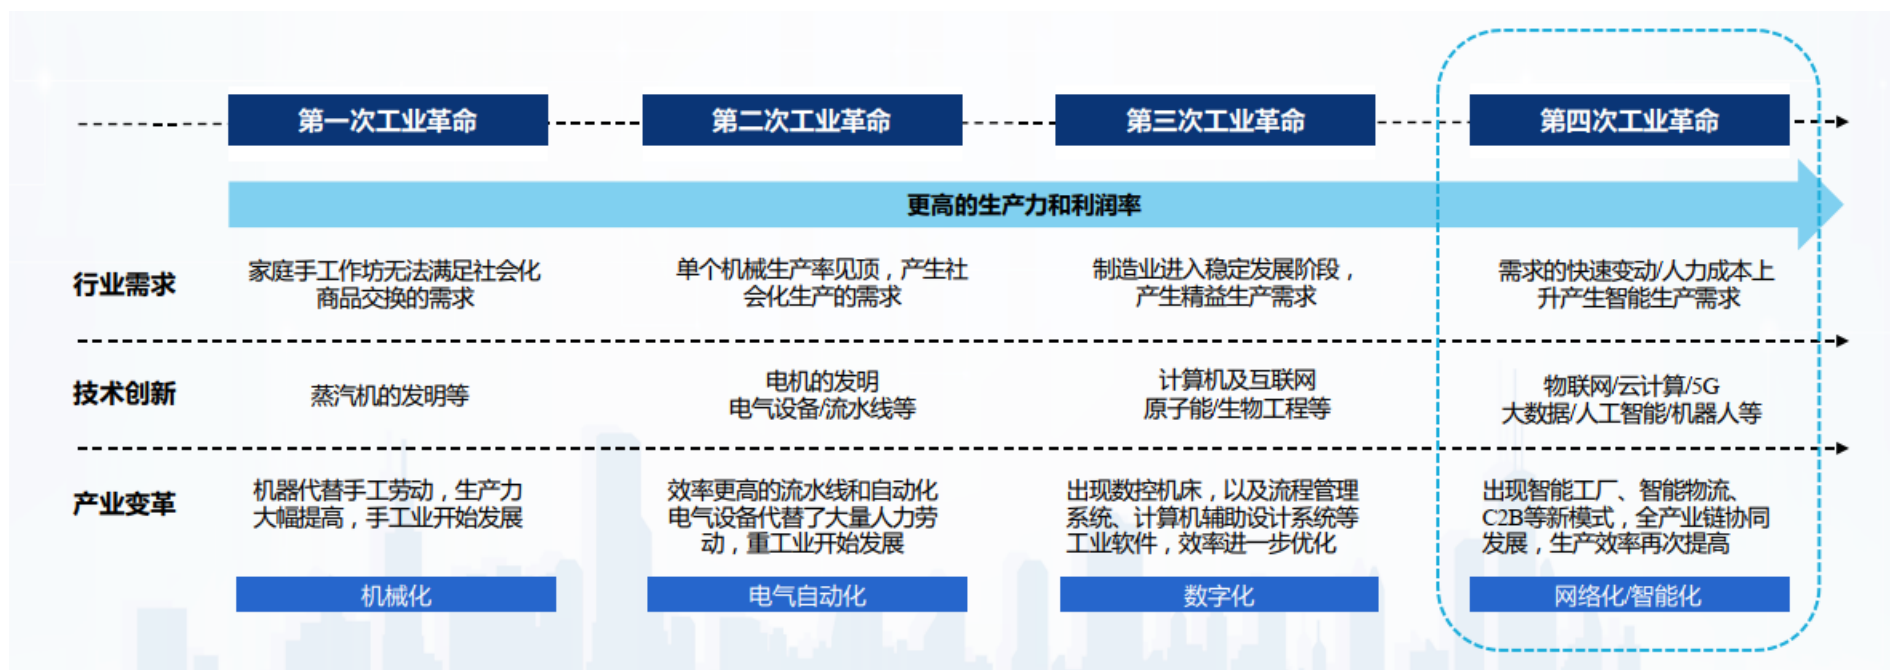 第一次工业革命
第二次工业革命
第三次工业革命
第四次工业革命
更高的生产力和利润率
行业需求
家庭手工作坊无法满足社会化
商品交换的需求
单个机械生产率见顶，产生社
会化生产的需求
制造业进入稳定发展阶段，
产生精益生产需求
需求的快速变动/人力成本上
升产生智能生产需求
技术创新
蒸汽机的发明等
电机的发明
电气设备/流水线等
计算机及互联网
原子能/生物工程等
物联网/云计算/5G
大数据/人工智能/机器人等
产业变革
机器代替手工劳动，生产力
大幅提高，手工业开始发展
效率更高的流水线和自动化
电气设备代替了大量人力劳
动，重工业开始发展
出现数控机床，以及流程管理
系统、计算机辅助设计系统等
工业软件，效率进一步优化
出现智能工厂、智能物流、
C2B等新模式，全产业链协同
发展，生产效率再次提高
机械化
电气自动化
数字化
网络化/智能化